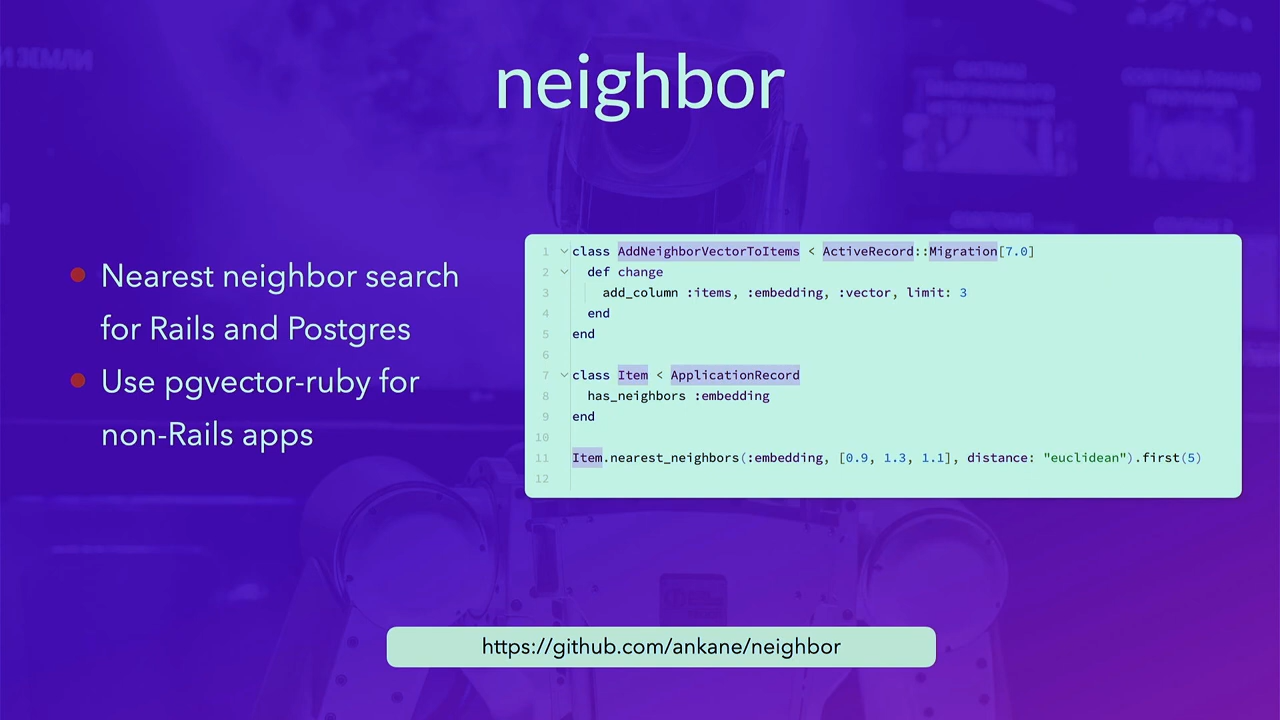 neighbor
Nearest neighbor search
for Rails and Postgres
Use pgvector-ruby for
non-Rails apps
1 class AddNeighborVectorToItems < ActiveRecord::Migration[7.0]
2 def change
3 add_column :items, :embedding, :vector, limit: 3
4 end
5 end
6
7 class Item < ApplicationRecord
8 has_neighbors :embedding
9 end
10
11 Item.nearest_neighbors(:embedding, [0.9, 1.3, 1.1], distance: "euclidean").first(5)
12
https://github.com/ankane/neighbor